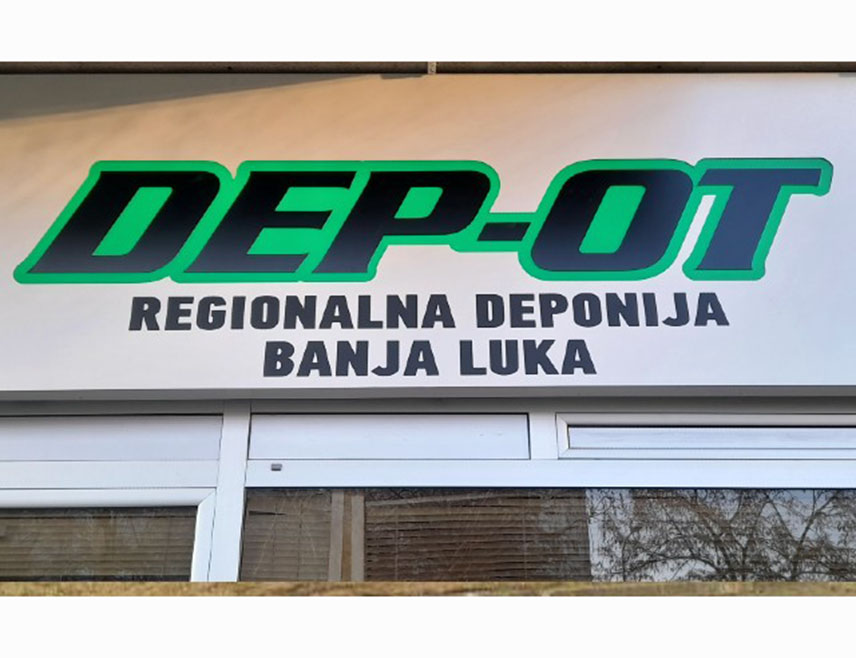 DEP-OT
REGIONALNA DEPONIJA
BANJA LUKA